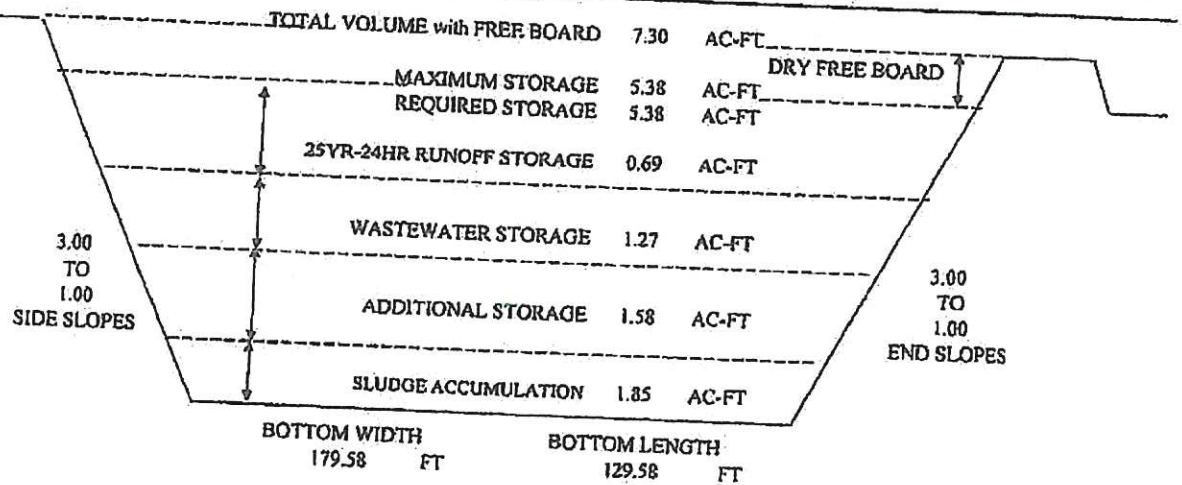 TOTAL VOLUME with FREE BOARD 7.30 AC-FT
DRY FREE BOARD
MAXIMUM STORAGE 5.38 AC-FT
REQUIRED STORAGE 5.38 AC-FT
25YR-24HR RUNOFF STORAGE 0.69 AC-FT
WASTEWATER STORAGE 1.27 AC-FT
3.00
TO
1.00
SIDE SLOPES
3.00
TO
1.00
END SLOPES
ADDITIONAL STORAGE 1.58 AC-FT
SLUDGE ACCUMULATION 1.85 AC-FT
BOTTOM WIDTH
179.58 FT
BOTTOM LENGTH
129.58 FT